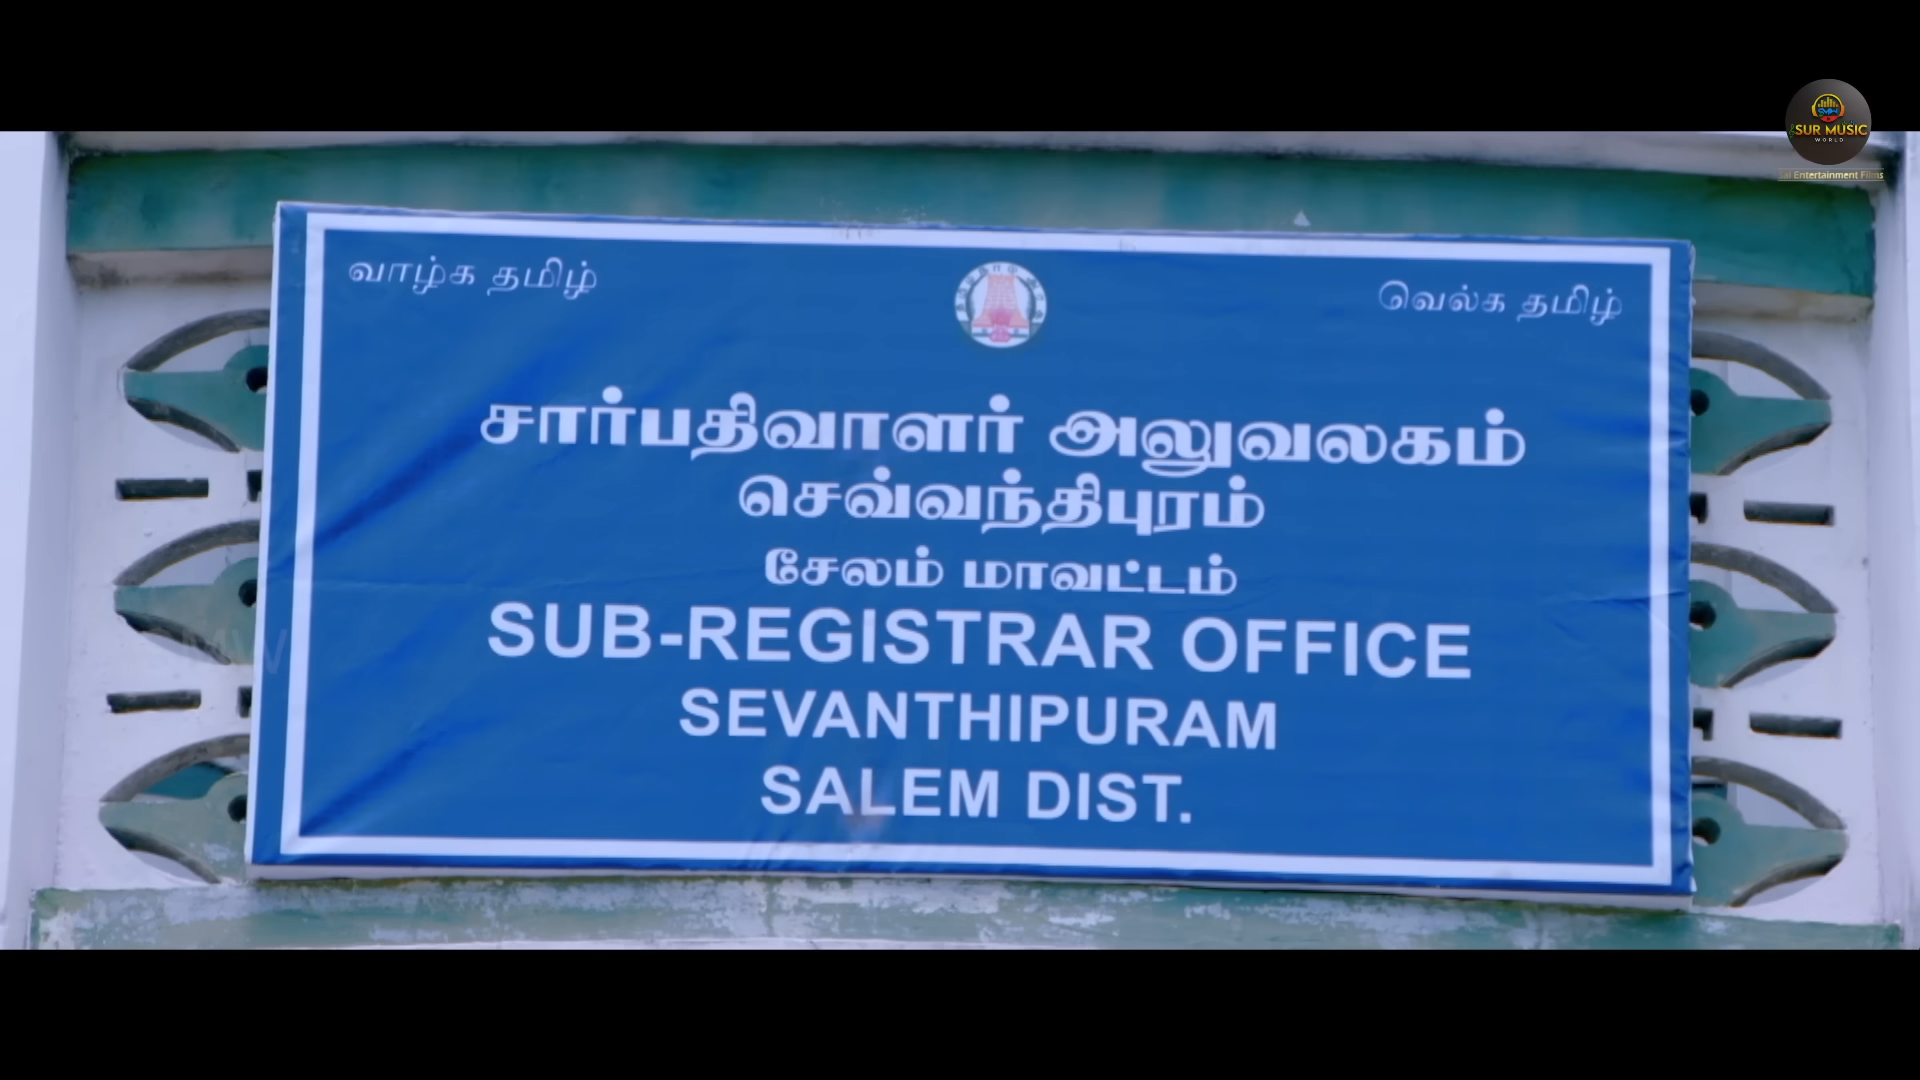 வாழ்க தமிழ்
வெல்க தமிழ்
சார்பதிவாளர் அலுவலகம்
செவ்வந்திபுரம்
சேலம் மாவட்டம்
SUB-REGISTRAR OFFICE
SEVANTHIPURAM
SALEM DIST.
SUR MUSIC
WORLD
Entertainment Films